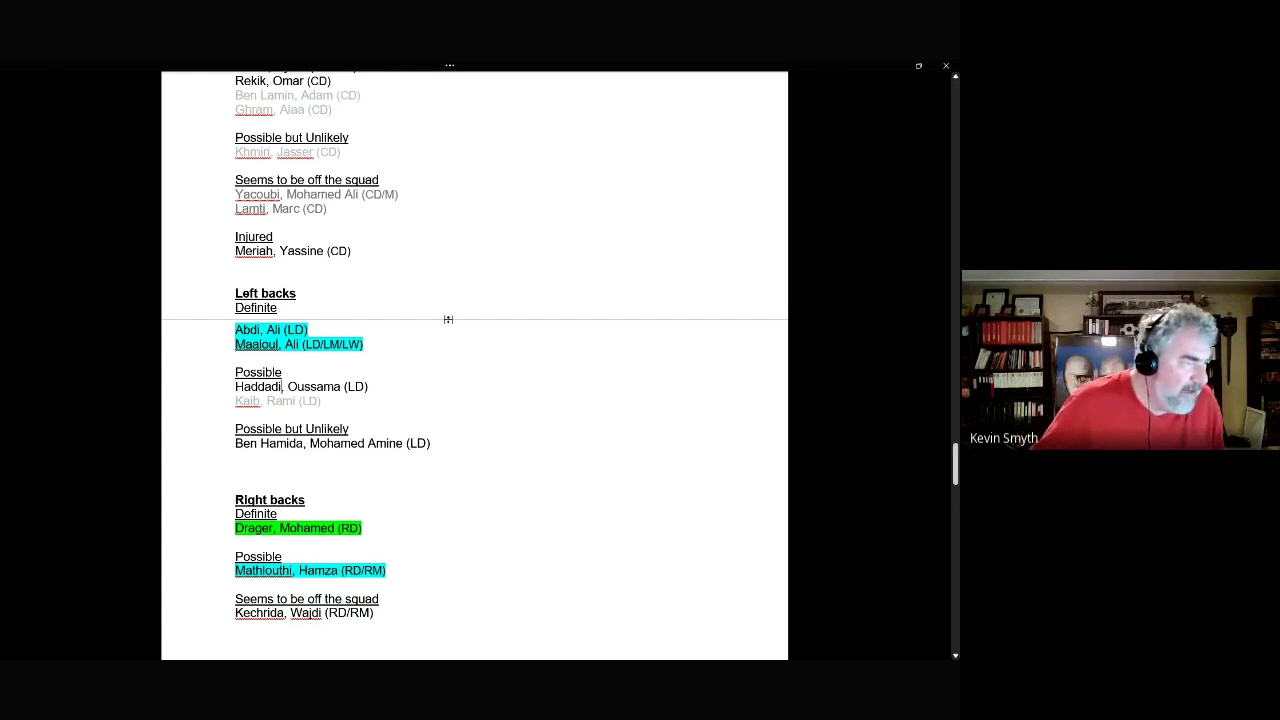 Rekik, Omar (CD)
Ben Lamin, Adam (CD)
Ghram, Alaa (CD)
Possible but Unlikely
Khmiri, Jasser (CD)
Seems to be off the squad
Yacoubi, Mohamed Ali (CD/M)
Lamti, Marc (CD)
Injured
Meriah, Yassine (CD)
Left backs
Definite
Abdi, Ali (LD)
Maaloul, Ali (LD/LM/LW)
Possible
Haddadi, Oussama (LD)
Kaib, Rami (LD)
Possible but Unlikely
Ben Hamida, Mohamed Amine (LD)
Right backs
Definite
Drager, Mohamed (RD)
Possible
Mathlouthi, Hamza (RD/RM)
Seems to be off the squad
Kechrida, Wajdi (RD/RM)
Kevin Smyth